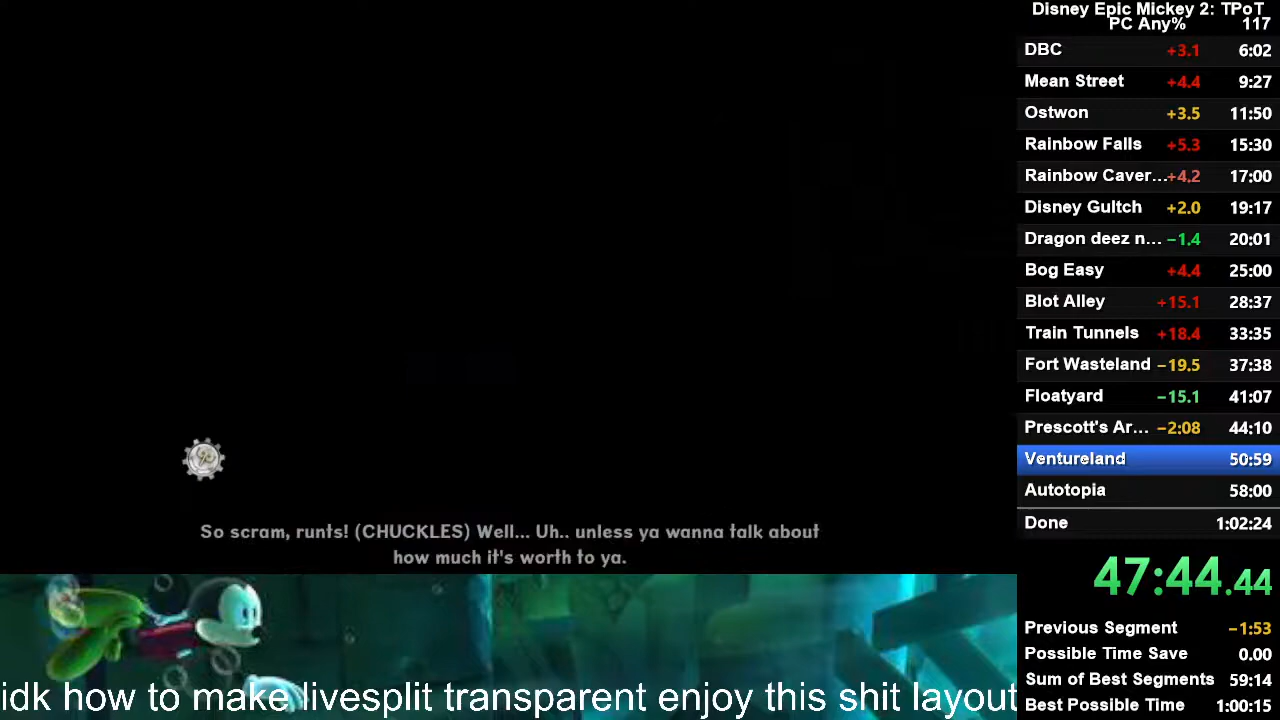 Disney Epic Mickey 2: TPoT
PC Any% 117
DBC +3.1 6:02
Mean Street +4.4 9:27
Ostwon +3.5 11:50
Rainbow Falls +5.3 15:30
Rainbow Caver... +4.2 17:00
Disney Gultch +2.0 19:17
Dragon deez n... −1.4 20:01
Bog Easy +4.4 25:00
Blot Alley +15.1 28:37
Train Tunnels +18.4 33:35
Fort Wasteland −19.5 37:38
Floatyard −15.1 41:07
Prescott's Ar... −2:08 44:10
Ventureland 50:59
Autotopia 58:00
Done 1:02:24
47:44.44
Previous Segment −1:53
Possible Time Save 0.00
Sum of Best Segments 59:14
Best Possible Time 1:00:15
So scram, runts! (CHUCKLES) Well... Uh.. unless ya wanna talk about
how much it's worth to ya.
idk how to make livesplit transparent enjoy this shit layout